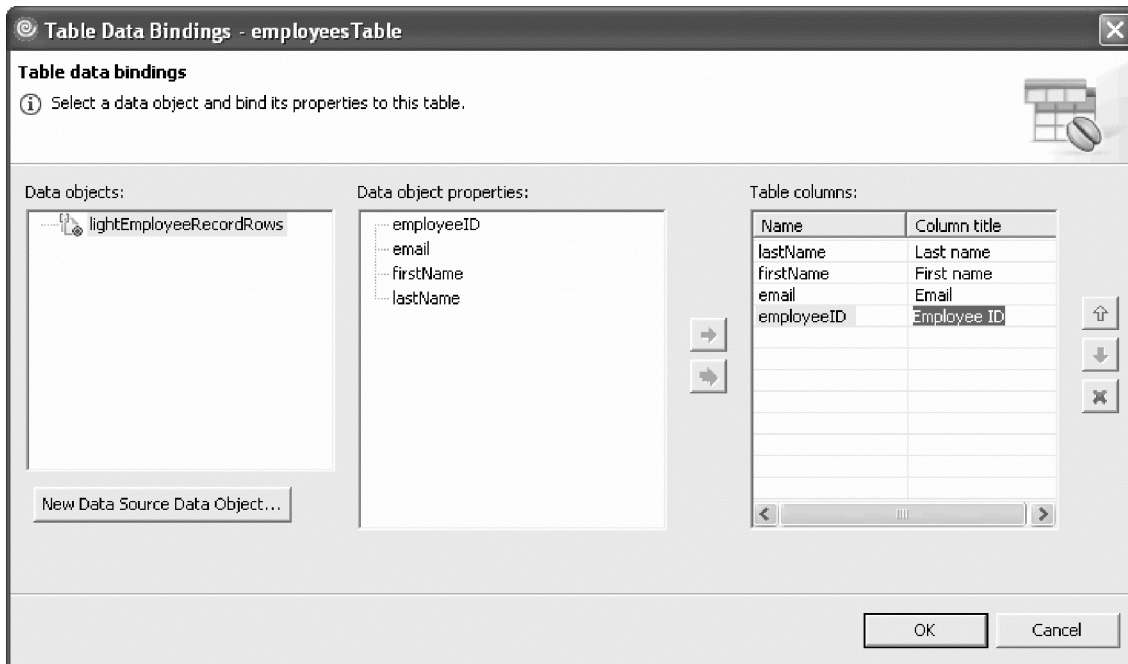 Table Data Bindings - employeesTable
Table data bindings
Select a data object and bind its properties to this table.
Data objects:
lightEmployeeRecordRows
New Data Source Data Object...
Data object properties:
employeeID
email
firstName
lastName
Table columns:
Name Column title
lastName Last name
firstName First name
email Email
employeeID Employee ID
OK Cancel